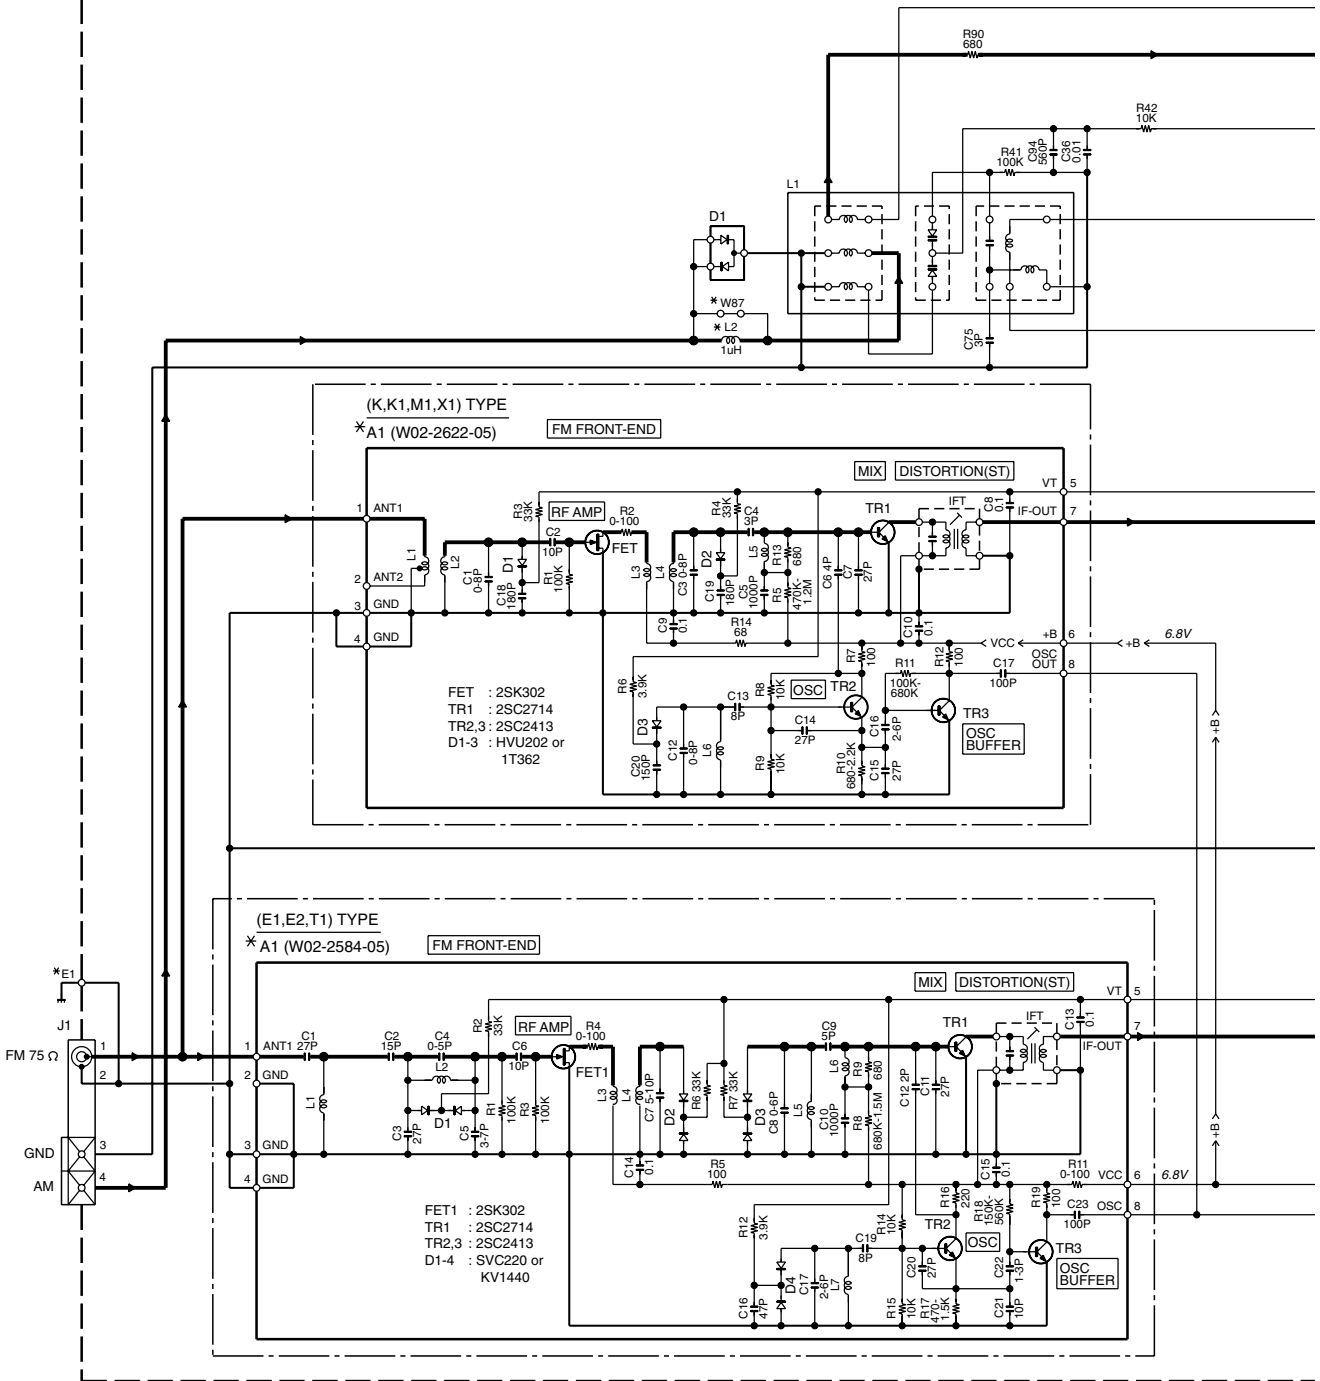 R90
680
R42
10K
C94
560P
C36
0.01
R41
100K
L1
D1
* W87
* L2
1uH
C75
3P
(K,K1,M1,X1) TYPE
* A1 (W02-2622-05)
FM FRONT-END
MIX
DISTORTION(ST)
VT 5
1 ANT1
R3
33K
RF AMP
R2
0-100
R4
33K
C4
3P
TR1
IFT
C8
0.1
IF-OUT
7
C2
10P
FET
L1
L2
C1
0-8P
D1
C18
180P
R1
100K
L3
L4
C3 0-8P
D2
C19
180P
L5
C5
1000P
R13
680
R5
470K-
1.2M
C6 4P
C7
27P
2 ANT2
3 GND
4 GND
C9
0.1
R14
68
C10
0.1
VCC
+B 6
+B
6.8V
OSC
OUT 8
R6
3.9K
R8
10K
OSC
TR2
R7
100
R11
100K-
680K
R12
100
C17
100P
FET : 2SK302
TR1 : 2SC2714
TR2,3 : 2SC2413
D1-3 : HVU202 or
1T362
C13
8P
C14
27P
D3
C20
150P
C12
0-8P
L6
R9
10K
R10
680-2.2K
C16
2-6P
C15
27P
TR3
OSC
BUFFER
+B
(E1,E2,T1) TYPE
* A1 (W02-2584-05)
FM FRONT-END
*E1
MIX
DISTORTION(ST)
VT 5
J1
FM 75 Ω
1
2
GND 3
AM 4
1 ANT1
C1
27P
C2
15P
C4
0-5P
L2
R2
33K
RF AMP
C6
10P
R4
0-100
FET1
C9
5P
TR1
IFT
C13
0.1
7
IF-OUT
2 GND
L1
C3
27P
D1
C5
3-7P
R1
100K
R3
100K
L3
L4
C7 5-10P
D2
R6 33K
R7 33K
D3
C8 0-6P
L5
C10
1000P
L6
R9
680
R8
680K-1.5M
C12 2P
C11
27P
3 GND
4 GND
C14
0.1
R5
100
C15
0.1
R11
0-100
VCC 6
6.8V
+B
FET1 : 2SK302
TR1 : 2SC2714
TR2,3 : 2SC2413
D1-4 : SVC220 or
KV1440
R12
3.9K
R14
10K
R16
220
R18
150K-
560K
R19
100
C23
100P
OSC 8
TR2
OSC
C19
8P
C16
47P
D4
C17
2-6P
L7
R15
10K
C20
27P
R17
470-
1.5K
C22
1-3P
C21
10P
TR3
OSC
BUFFER